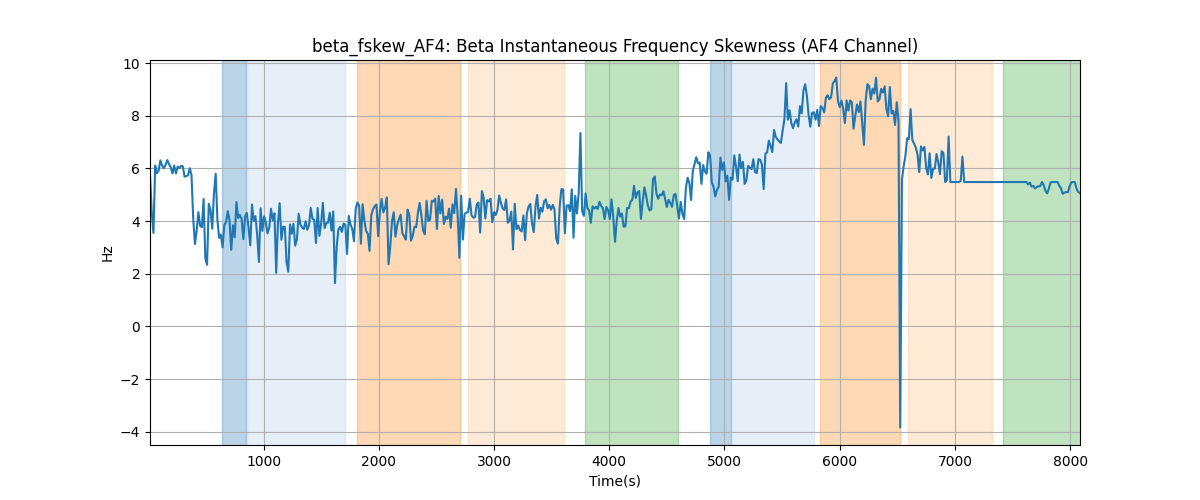 beta_fskew_AF4: Beta Instantaneous Frequency Skewness (AF4 Channel)
10
8
6
4
2
0
−2
−4
Hz
1000 2000 3000 4000 5000 6000 7000 8000
Time(s)